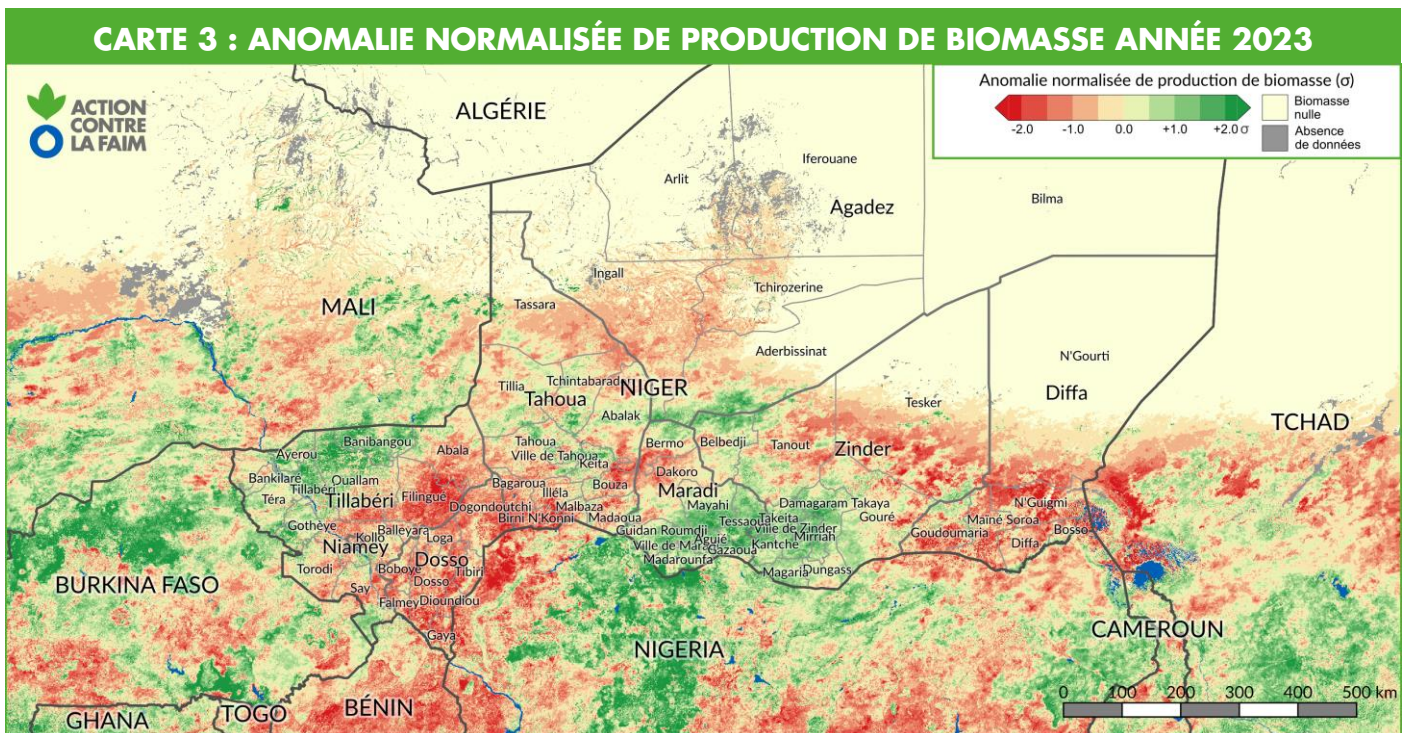 CARTE 3 : ANOMALIE NORMALISÉE DE PRODUCTION DE BIOMASSE ANNÉE 2023
ACTION
CONTRE
LA FAIM
Anomalie normalisée de production de biomasse (σ)
-2.0 -1.0 0.0 +1.0 +2.0 σ
Biomasse
nulle
Absence
de données
ALGÉRIE
Iferouane
Arlit
Agadez
Bilma
Ingall
Tchirozerine
MALI
Tassara
Aderbissinat
N'Gourti
Tchintabarad
Tillia
NIGER
Tahoua
Diffa
Tesker
Abalak
TCHAD
Banibangou
Tahoua
Bermo
Belbedji
Tanout
Zinder
Ayerou
Abala
Ville de Tahoua
Keita
Bankilaré
Ouallam
Dakoro
Tillabéri
Bagaroua
Bouza
Téra
Tillabéri
Filingué
Illéla
Maradi
Dogondoutchi
Malbaza
Mayahi
Damagaram Takaya
N'Guigmi
Birni N'Konni
Madaoua
Tessaou
Takeita
Gouré
Mainé Soroa
Gothèye
Balléyara
Guidan Roumdji
Ville de Zinder
Goudoumaria
Bosso
Kollo
Loga
Aguié
Mirriah
Niamey
Ville de Mara
Gazaoua
Kantché
Diffa
Dosso
Madarounfa
Torodi
Boboye
Tibiri
Magaria
Dungass
BURKINA FASO
Say
Dosso
Falmey
Dioundiou
Gaya
NIGERIA
CAMEROUN
GHANA
TOGO
BÉNIN
0 100 200 300 400 500 km